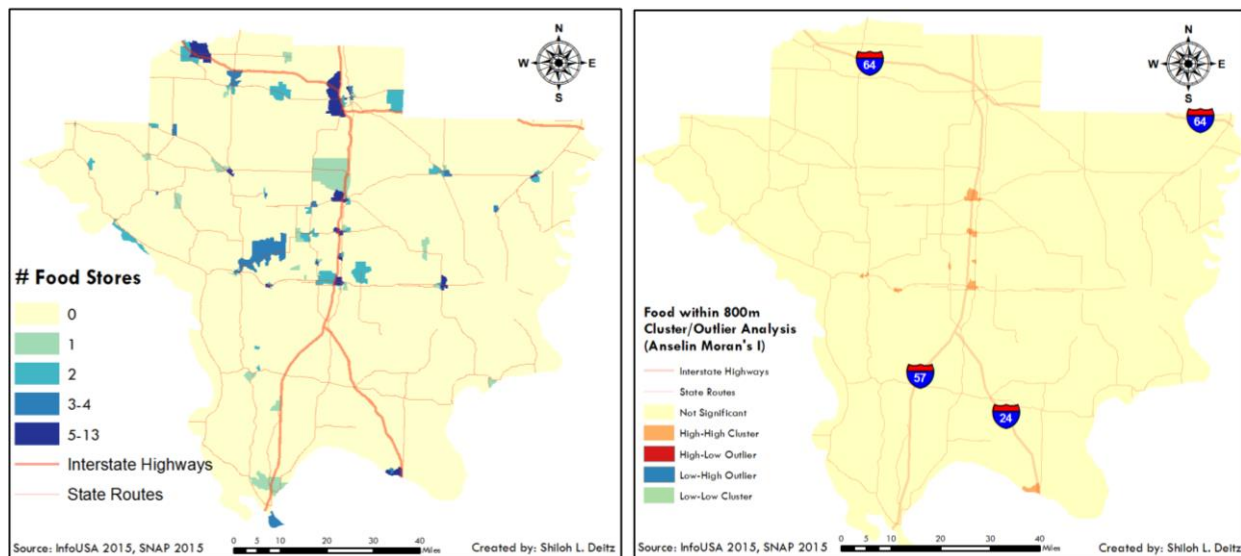 N
W E
S
# Food Stores
0
1
2
3-4
5-13
Interstate Highways
State Routes
0 10 20 30 40
Miles
Source: InfoUSA 2015, SNAP 2015
Created by: Shiloh L. Deitz
N
W E
S
64
64
57
24
Food within 800m
Cluster/Outlier Analysis
(Anselin Moran's I)
Interstate Highways
State Routes
Not Significant
High-High Cluster
High-Low Outlier
Low-High Outlier
Low-Low Cluster
0 10 20 30 40
Miles
Source: InfoUSA 2015, SNAP 2015
Created by: Shiloh L. Deitz